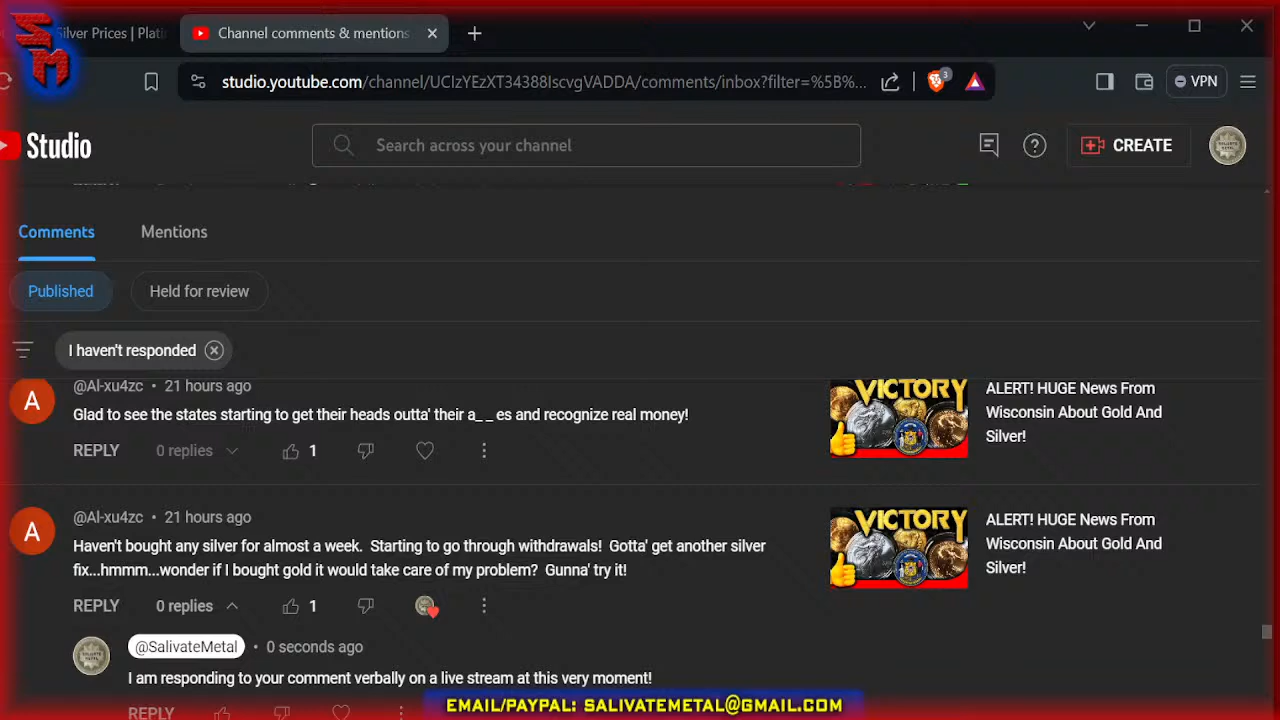 SM
Silver Prices | Plati
Channel comments & mentions
studio.youtube.com/channel/UCIzYEzXT34388IscvgVADDA/comments/inbox?filter=%5B%...
3
VPN
Studio
Search across your channel
CREATE
Comments
Mentions
Published
Held for review
I haven't responded
A
@Al-xu4zc • 21 hours ago
Glad to see the states starting to get their heads outta' their a_ _ es and recognize real money!
REPLY
0 replies
1
VICTORY
ALERT! HUGE News From
Wisconsin About Gold And
Silver!
A
@Al-xu4zc • 21 hours ago
Haven't bought any silver for almost a week. Starting to go through withdrawals! Gotta' get another silver
fix...hmmm...wonder if I bought gold it would take care of my problem? Gunna' try it!
REPLY
0 replies
1
VICTORY
ALERT! HUGE News From
Wisconsin About Gold And
Silver!
@SalivateMetal • 0 seconds ago
I am responding to your comment verbally on a live stream at this very moment!
REPLY
EMAIL/PAYPAL: SALIVATEMETAL@GMAIL.COM